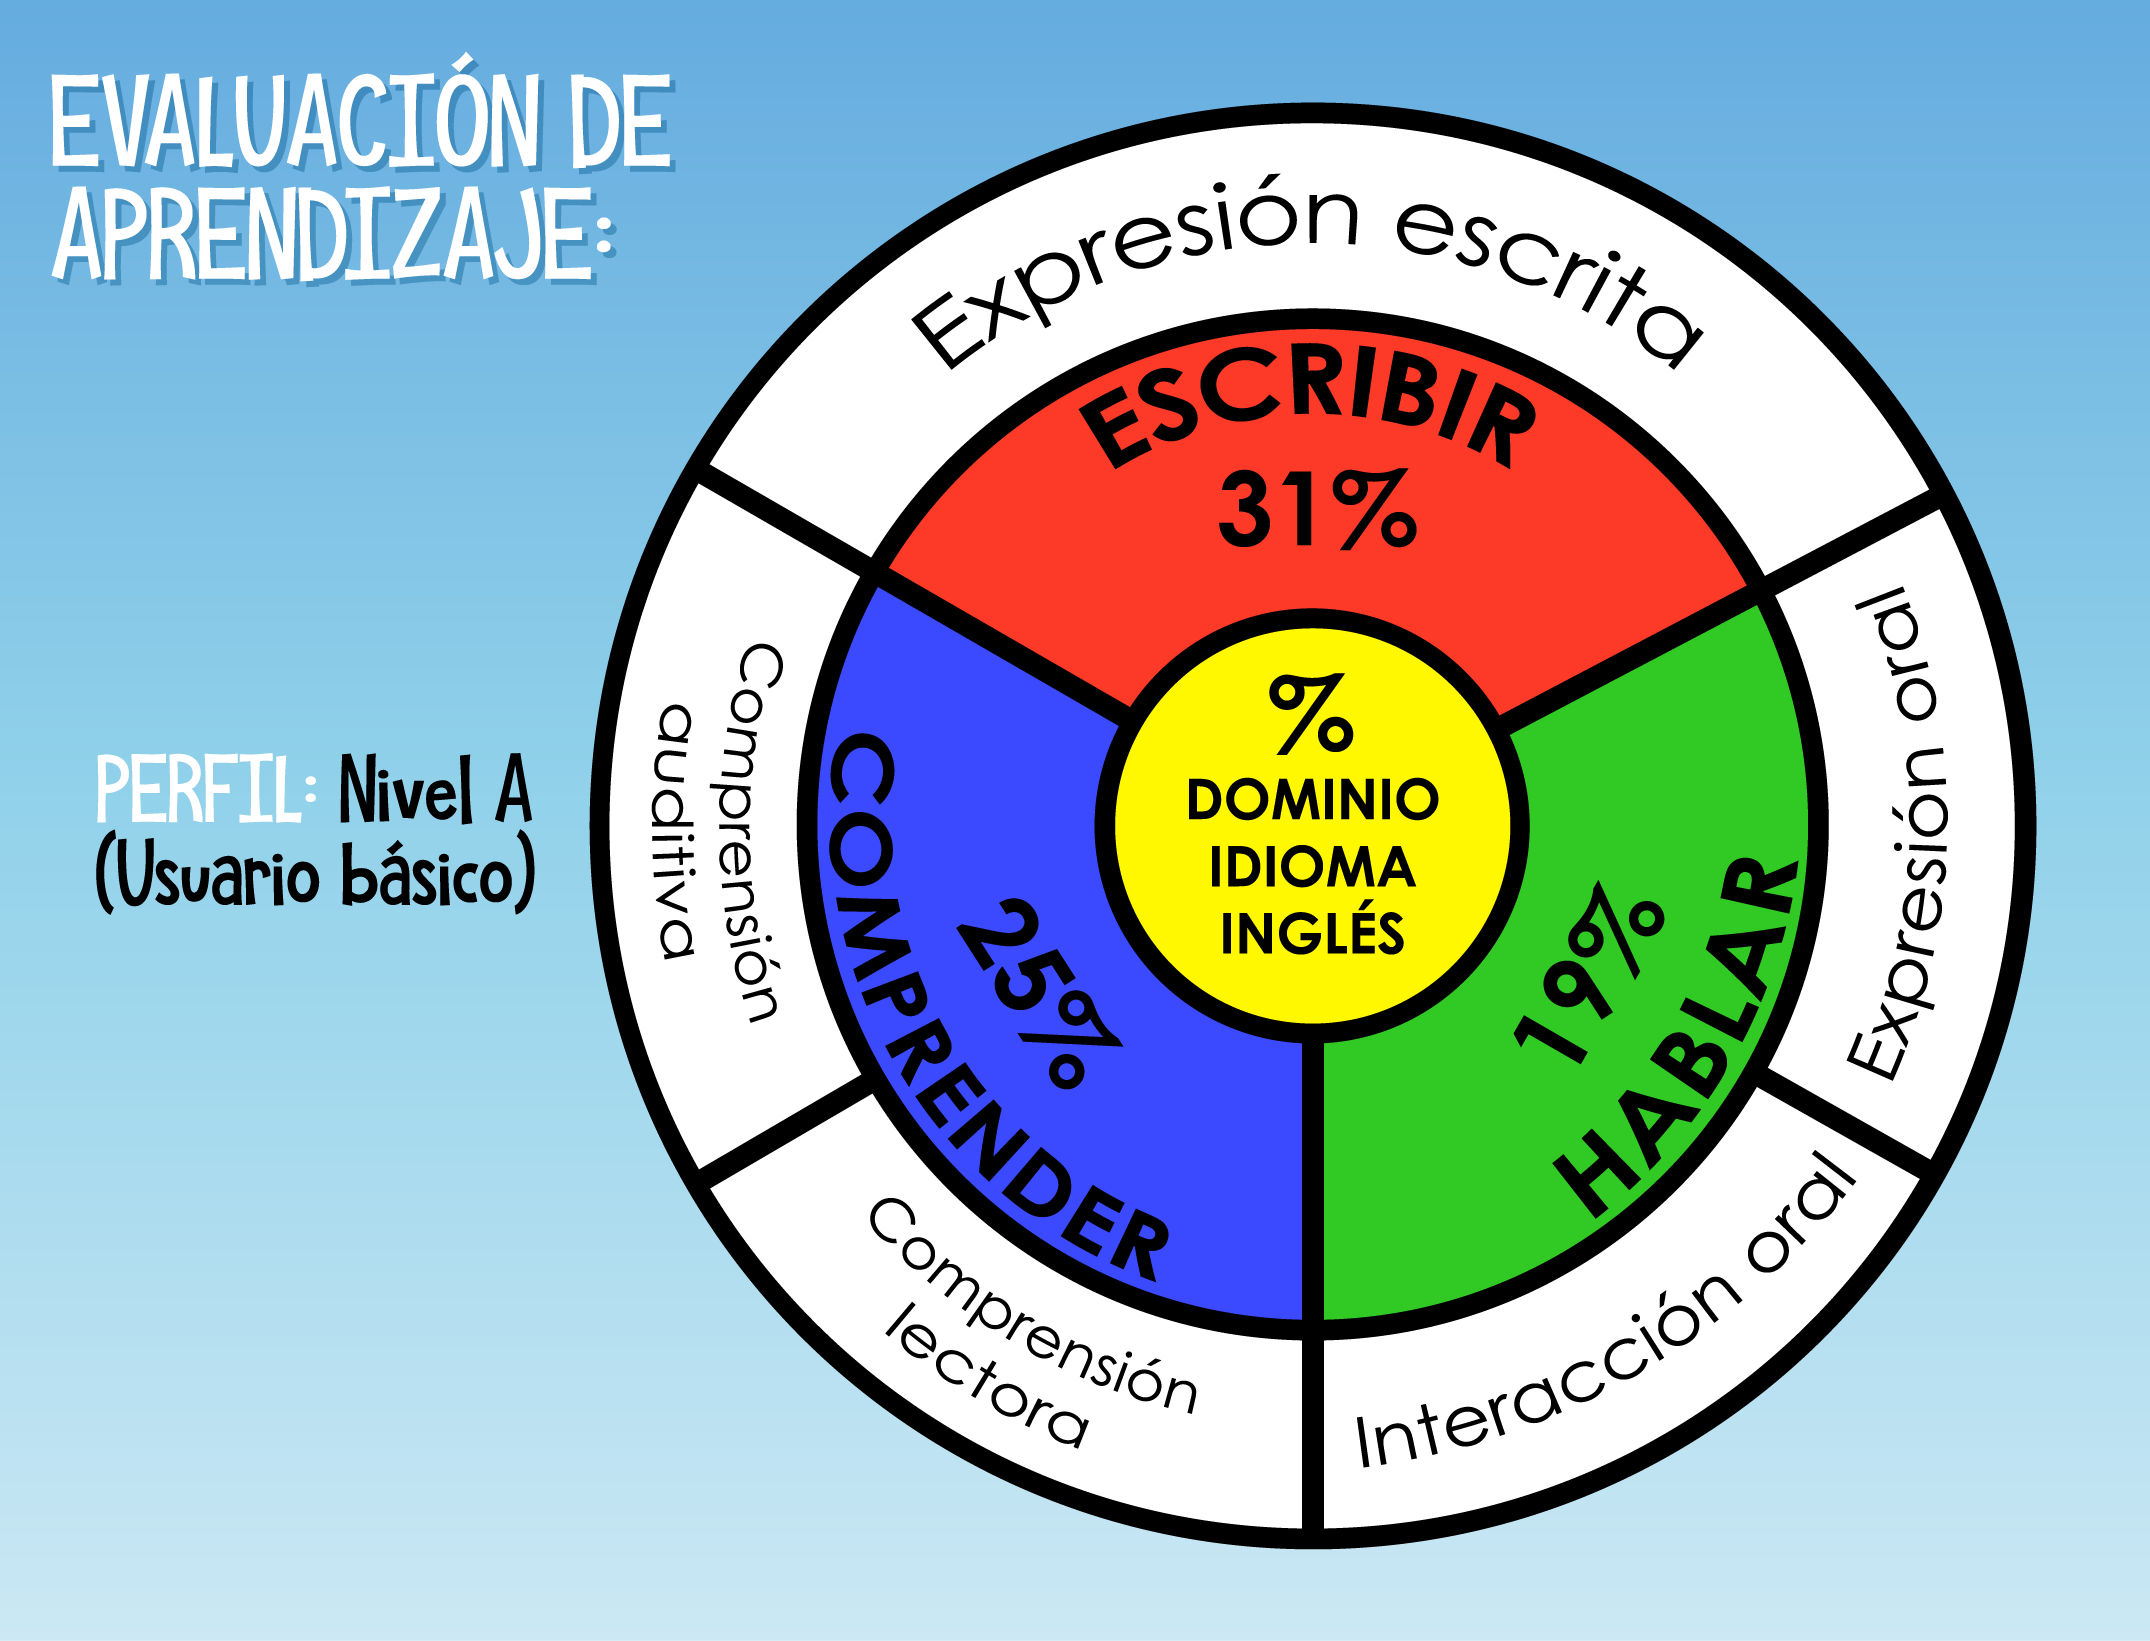 EVALUACIÓN DE
APRENDIZAJE:
PERFIL: Nivel A
(Usuario básico)
Expresión escrita
ESCRIBIR
31%
Expresión oral
Interacción oral
HABLAR
19%
Comprensión
auditiva
Comprensión
lectora
COMPRENDER
25%
%
DOMINIO
IDIOMA
INGLÉS